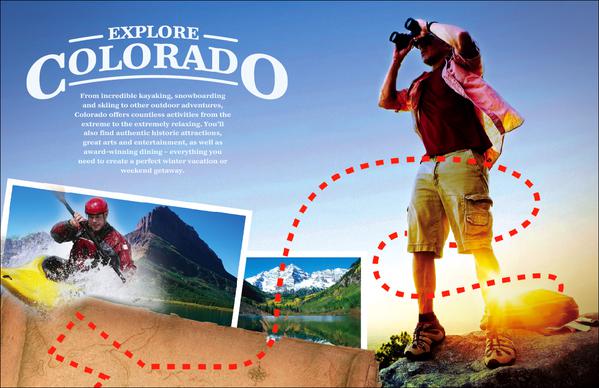 EXPLORE
COLORADO
From incredible kayaking, snowboarding
and skiing to other outdoor adventures,
Colorado offers countless activities from the
extreme to the extremely relaxing. You'll
also find authentic historic attractions,
great arts and entertainment, as well as
award-winning dining – everything you
need to create a perfect winter vacation or
weekend getaway.